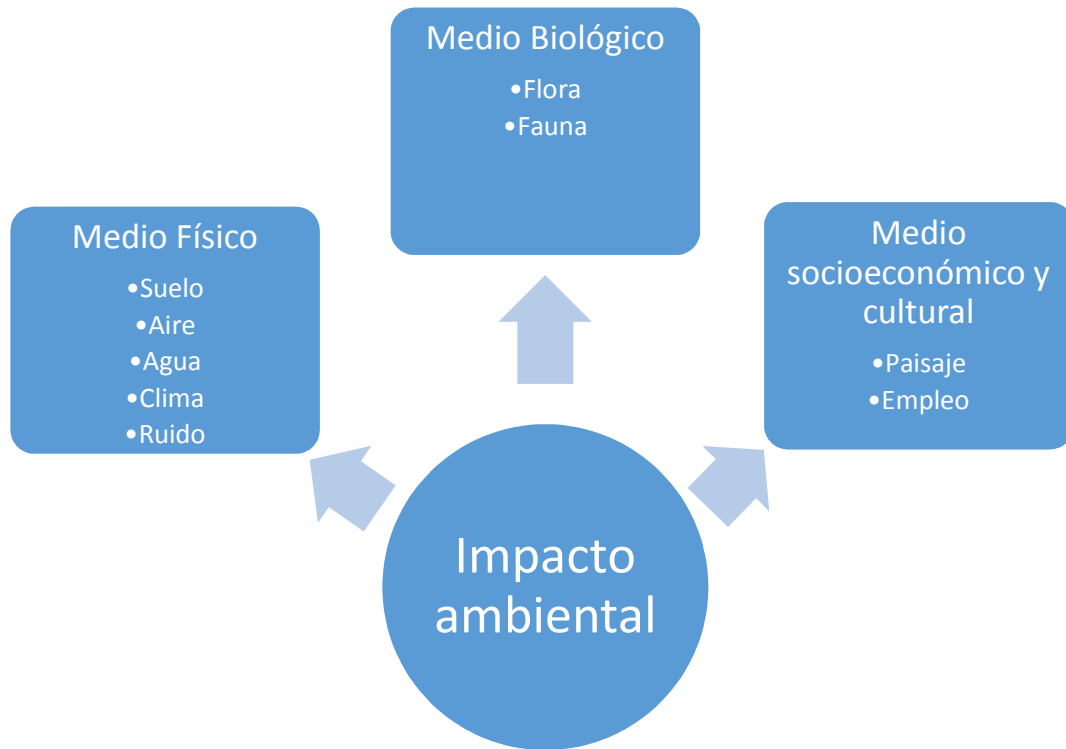 Medio Biológico
•Flora
•Fauna
Medio Físico
•Suelo
•Aire
•Agua
•Clima
•Ruido
Medio
socioeconómico y
cultural
•Paisaje
•Empleo
Impacto
ambiental